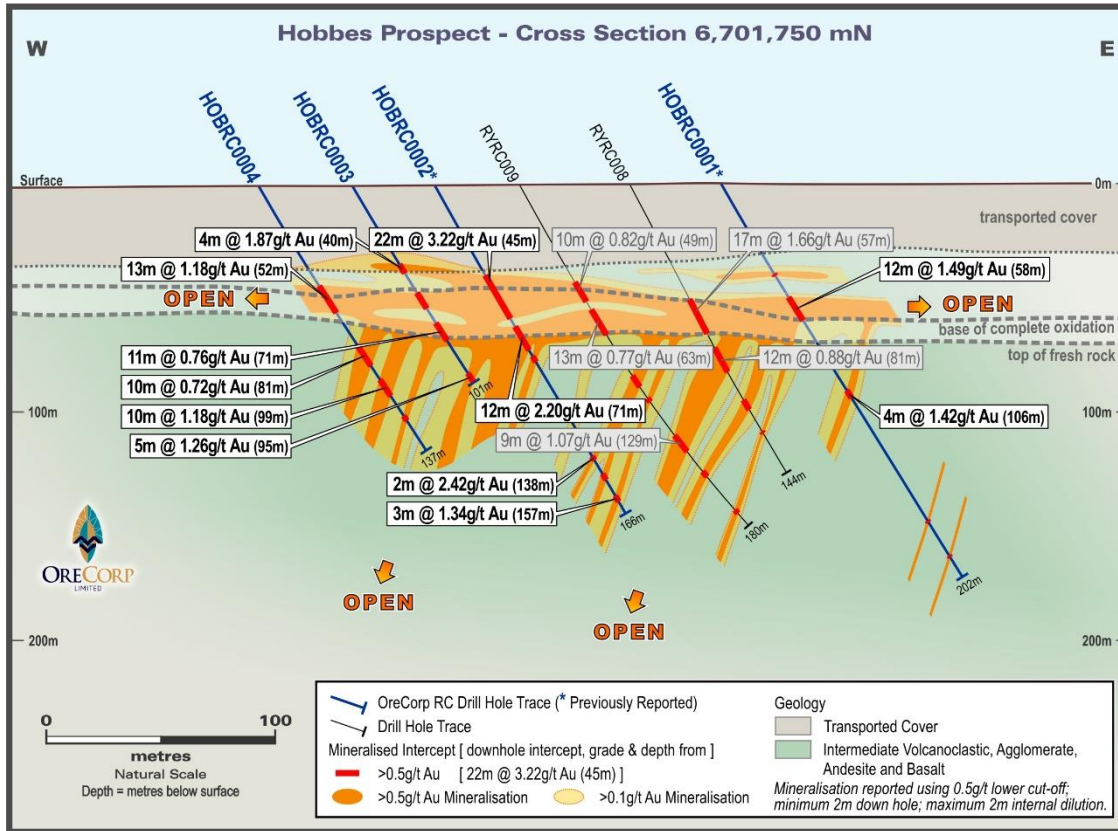 Hobbes Prospect - Cross Section 6,701,750 mN
W
E
HOBRC0004
HOBRC0003
HOBRC0002*
RYRC009
RYRC008
HOBRC0001*
Surface
0m
transported cover
4m @ 1.87g/t Au (40m)
22m @ 3.22g/t Au (45m)
10m @ 0.82g/t Au (49m)
17m @ 1.66g/t Au (57m)
13m @ 1.18g/t Au (52m)
12m @ 1.49g/t Au (58m)
OPEN
OPEN
base of complete oxidation
top of fresh rock
11m @ 0.76g/t Au (71m)
13m @ 0.77g/t Au (63m)
12m @ 0.88g/t Au (81m)
10m @ 0.72g/t Au (81m)
101m
100m
100m
12m @ 2.20g/t Au (71m)
4m @ 1.42g/t Au (106m)
10m @ 1.18g/t Au (99m)
9m @ 1.07g/t Au (129m)
5m @ 1.26g/t Au (95m)
137m
144m
2m @ 2.42g/t Au (138m)
3m @ 1.34g/t Au (157m)
166m
180m
202m
ORECORP
LIMITED
OPEN
OPEN
200m
200m
0
100
metres
Natural Scale
Depth = metres below surface
OreCorp RC Drill Hole Trace (* Previously Reported)
Drill Hole Trace
Mineralised Intercept [ downhole intercept, grade & depth from ]
>0.5g/t Au [ 22m @ 3.22g/t Au (45m) ]
>0.5g/t Au Mineralisation
>0.1g/t Au Mineralisation
Geology
Transported Cover
Intermediate Volcanoclastic, Agglomerate,
Andesite and Basalt
Mineralisation reported using 0.5g/t lower cut-off;
minimum 2m down hole; maximum 2m internal dilution.